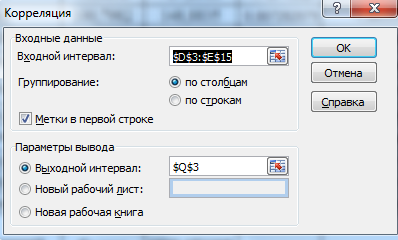 Корреляция
Входные данные
Входной интервал: $D$3:$E$15
Группирование: по столбцам
по строкам
Метки в первой строке
Параметры вывода
Выходной интервал: $Q$3
Новый рабочий лист:
Новая рабочая книга
ОК
Отмена
Справка